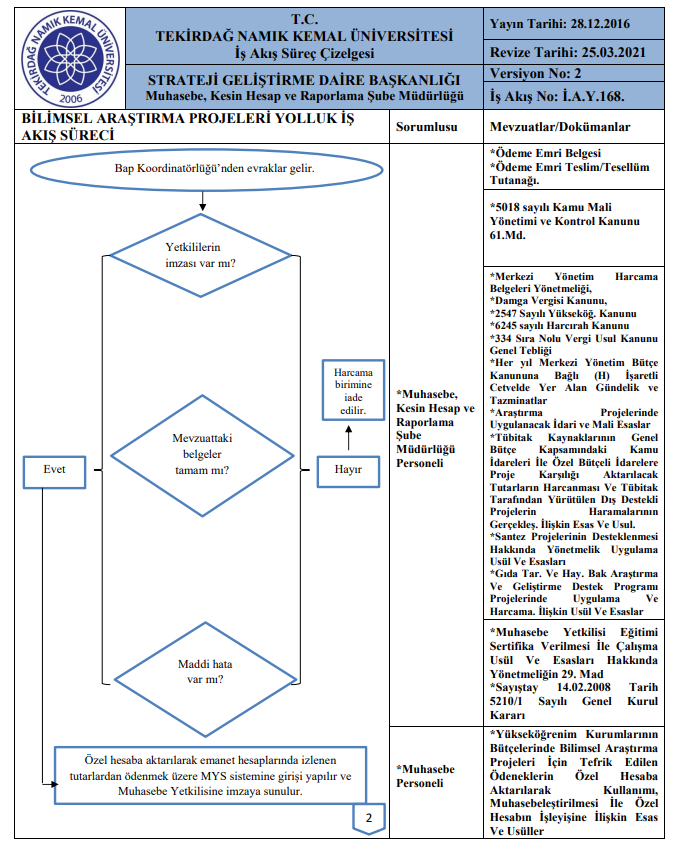 TEKİRDAĞ NAMIK KEMAL ÜNİVERSİTESİ
2006
T.C.
TEKİRDAĞ NAMIK KEMAL ÜNİVERSİTESİ
İş Akış Süreç Çizelgesi
STRATEJİ GELİŞTİRME DAİRE BAŞKANLIĞI
Muhasebe, Kesin Hesap ve Raporlama Şube Müdürlüğü
Yayın Tarihi: 28.12.2016
Revize Tarihi: 25.03.2021
Versiyon No: 2
İş Akış No: İ.A.Y.168.
BİLİMSEL ARAŞTIRMA PROJELERİ YOLLUK İŞ
AKIŞ SÜRECİ
Sorumlusu
Mevzuatlar/Dokümanlar
Bap Koordinatörlüğü'nden evraklar gelir.
Yetkililerin
imzası var mı?
Harcama
birimine
iade
edilir.
Mevzuattaki
belgeler
tamam mı?
Evet
Hayır
Maddi hata
var mı?
Özel hesaba aktarılarak emanet hesaplarında izlenen
tutarlardan ödenmek üzere MYS sistemine girişi yapılır ve
Muhasebe Yetkilisine imzaya sunulur.
2
*Muhasebe,
Kesin Hesap ve
Raporlama
Şube
Müdürlüğü
Personeli
*Muhasebe
Personeli
*Ödeme Emri Belgesi
*Ödeme Emri Teslim/Tesellüm
Tutanağı.
*5018 sayılı Kamu Mali
Yönetimi ve Kontrol Kanunu
61.Md.
*Merkezi Yönetim Harcama
Belgeleri Yönetmeliği,
*Damga Vergisi Kanunu,
*2547 Sayılı Yükseköğ. Kanunu
*6245 sayılı Harcırah Kanunu
*334 Sıra Nolu Vergi Usul Kanunu
Genel Tebliği
*Her yıl Merkezi Yönetim Bütçe
Kanununa Bağlı (H) İşaretli
Cetvelde Yer Alan Gündelik ve
Tazminatlar
*Araştırma Projelerinde
Uygulanacak İdari ve Mali Esaslar
*Tübitak Kaynaklarının Genel
Bütçe Kapsamındaki Kamu
İdareleri İle Özel Bütçeli İdarelere
Proje Karşılığı Aktarılacak
Tutarların Harcanması Ve Tübitak
Tarafından Yürütülen Dış Destekli
Projelerin Haramalarının
Gerçekleş. İlişkin Esas Ve Usul.
*Santez Projelerinin Desteklenmesi
Hakkında Yönetmelik Uygulama
Usül Ve Esasları
*Gıda Tar. Ve Hay. Bak Araştırma
Ve Geliştirme Destek Programı
Projelerinde Uygulama Ve
Harcama. İlişkin Usül Ve Esaslar
*Muhasebe Yetkilisi Eğitimi
Sertifika Verilmesi İle Çalışma
Usül Ve Esasları Hakkında
Yönetmeliğin 29. Mad
*Sayıştay 14.02.2008 Tarih
5210/1 Sayılı Genel Kurul
Kararı
*Yükseköğrenim Kurumlarının
Bütçelerinde Bilimsel Araştırma
Projeleri İçin Tefrik Edilen
Ödeneklerin Özel Hesaba
Aktarılarak Kullanımı,
Muhasebeleştirilmesi İle Özel
Hesabın İşleyişine İlişkin Esas
Ve Usüller